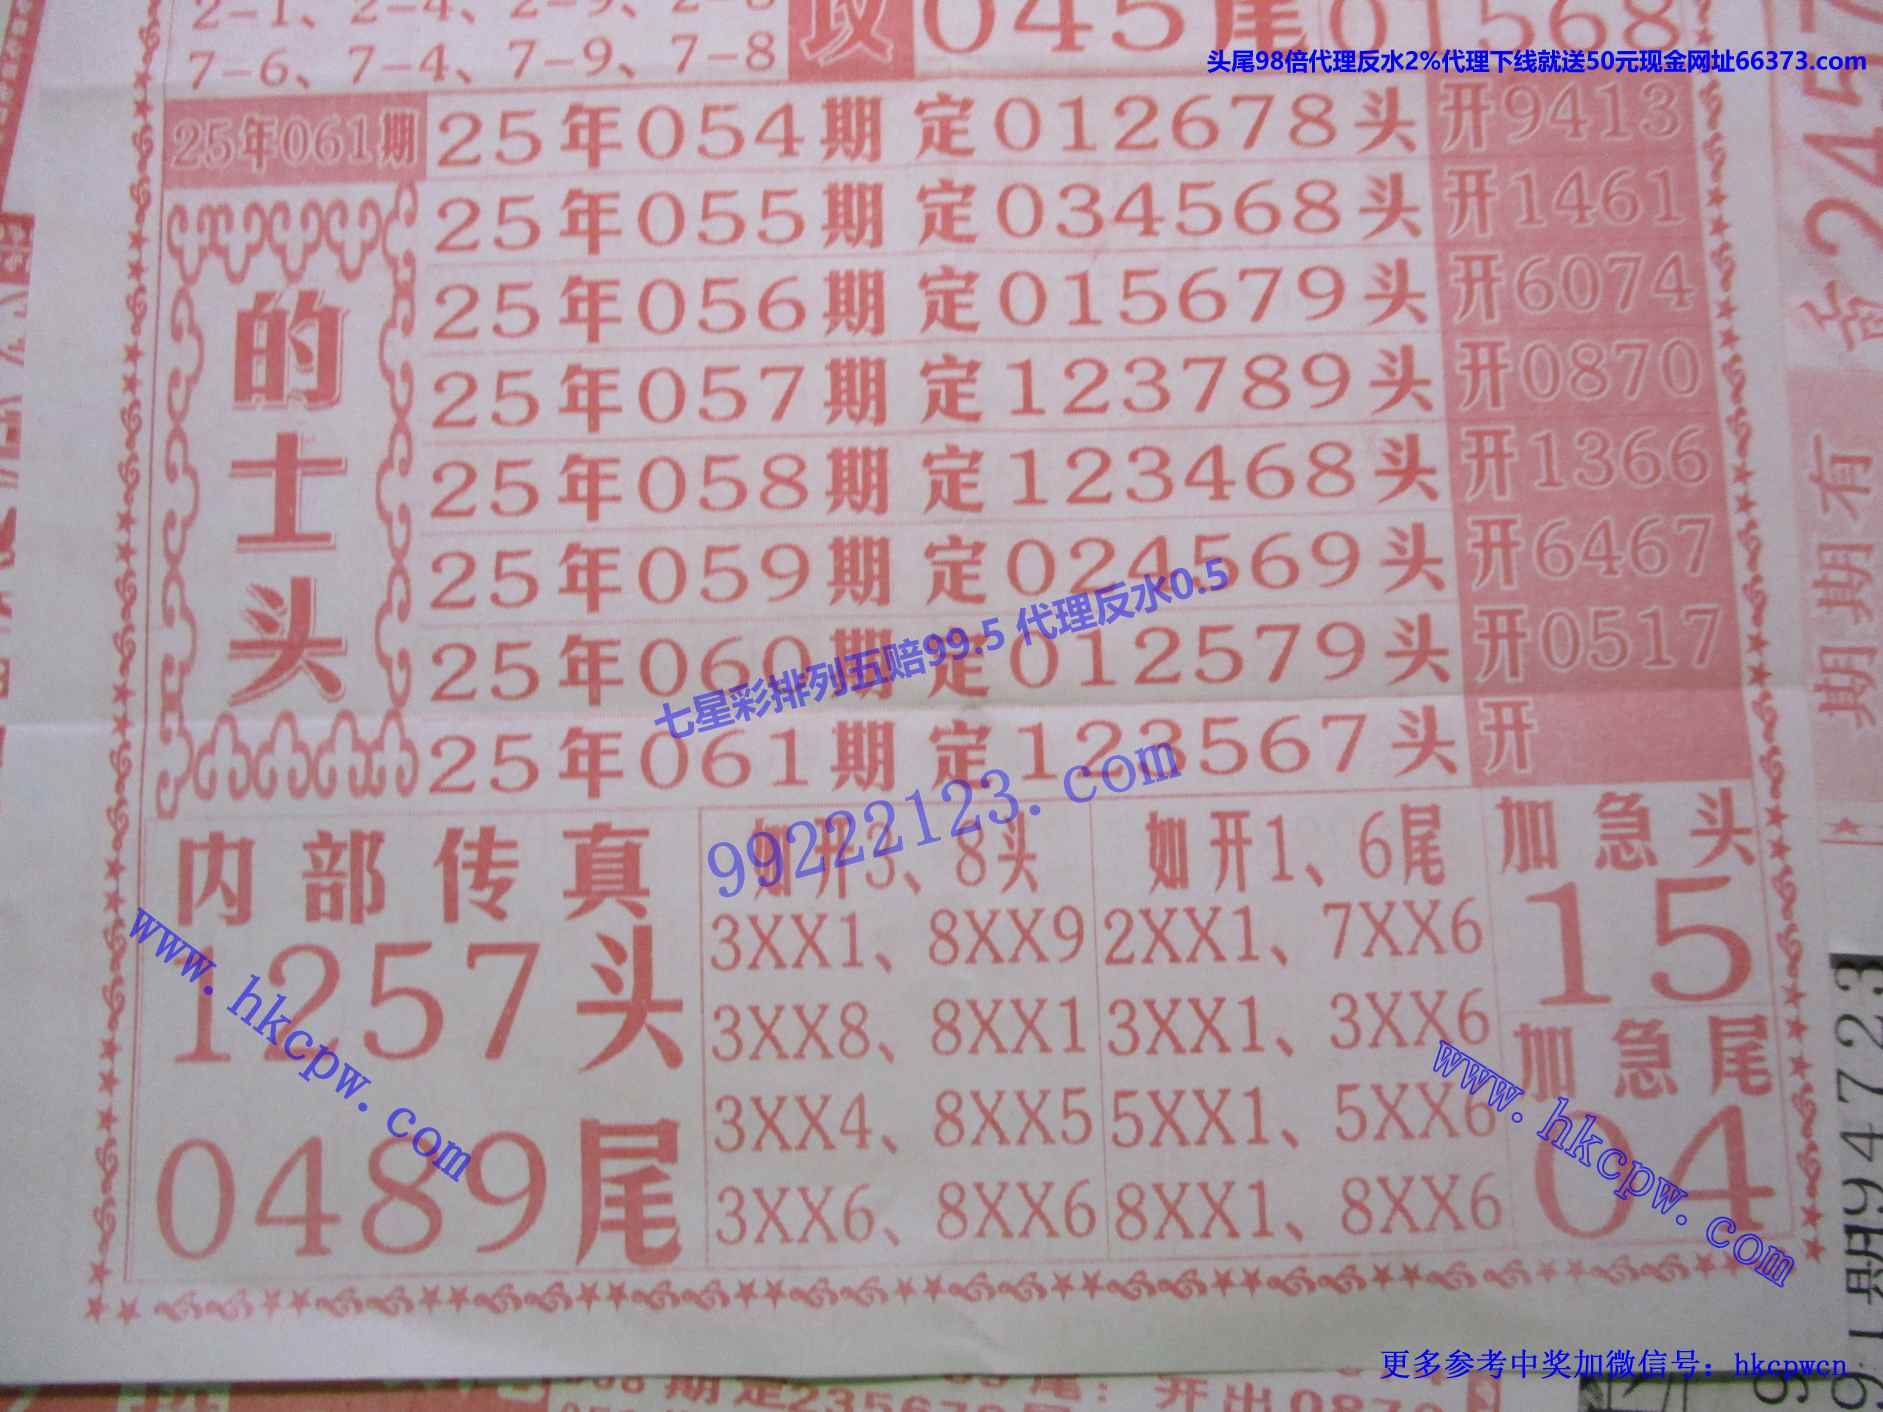 2-1、2-4、2-9、2-8
7-6、7-4、7-9、7-8
攻
045尾
01568
头尾98倍代理反水2%代理下线就送50元现金网址66373.com
25年061期
的士头
25年054期 定012678头 开9413
25年055期 定034568头 开1461
25年056期 定015679头 开6074
25年057期 定123789头 开0870
25年058期 定123468头 开1366
25年059期 定024569头 开6467
25年060期 定012579头 开0517
25年061期 定123567头 开
七星彩排列五赔99.5 代理反水0.5
99222123.com
内部传真
1257头
0489尾
如开3、8头
3XX1、8XX9
3XX8、8XX1
3XX4、8XX5
3XX6、8XX6
如开1、6尾
2XX1、7XX6
3XX1、3XX6
5XX1、5XX6
8XX1、8XX6
加急头
15
加急尾
04
www.hkcpw.com
www.hkcpw.com
期期有
2457
94723
更多参考中奖加微信号：hkcpwcn